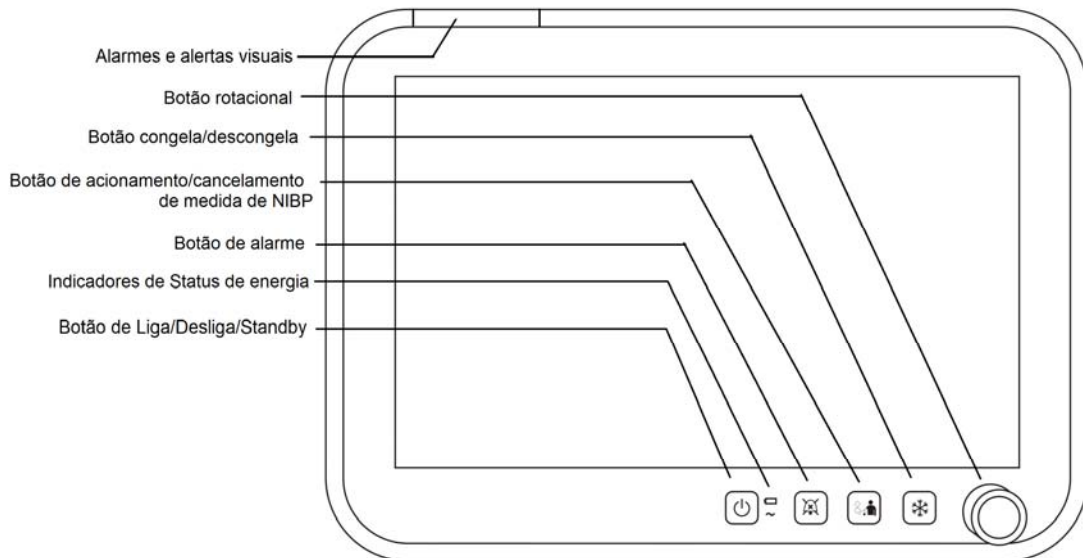 Alarmes e alertas visuais
Botão rotacional
Botão congela/descongela
Botão de acionamento/cancelamento
de medida de NIBP
Botão de alarme
Indicadores de Status de energia
Botão de Liga/Desliga/Standby